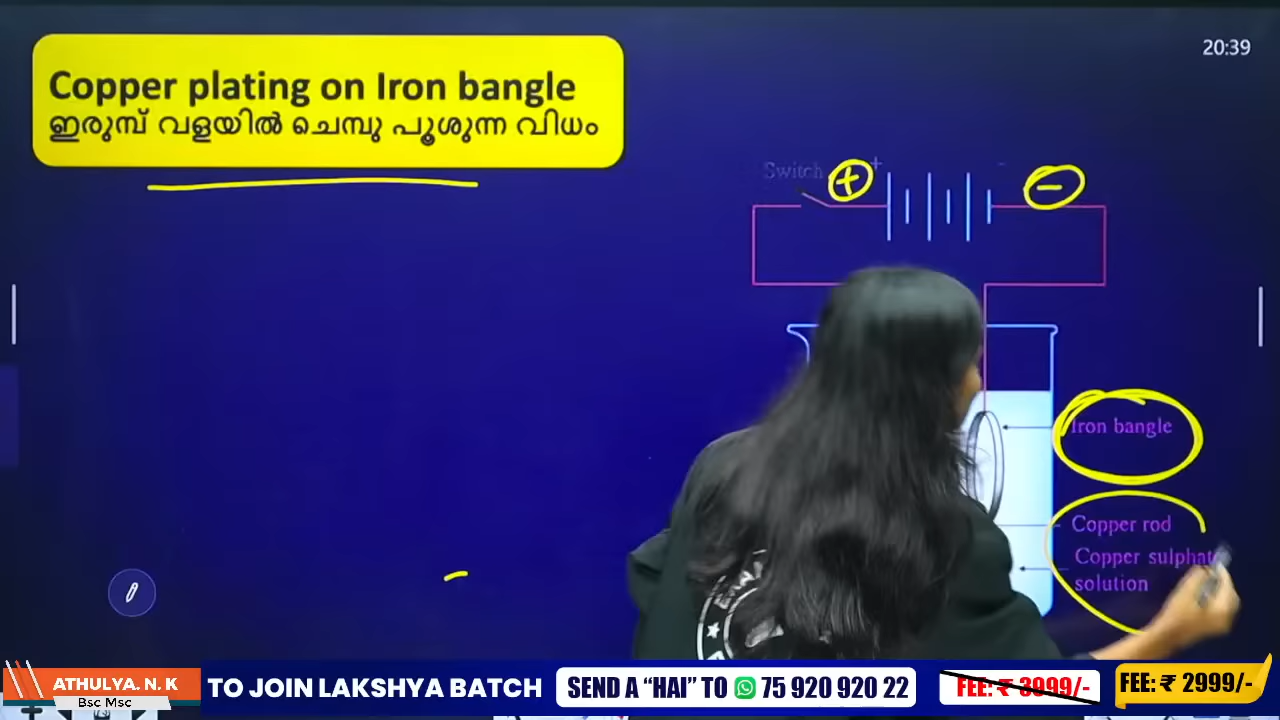 20:39
Copper plating on Iron bangle
ഇരുമ്പ് വളയിൽ ചെമ്പു പൂശുന്ന വിധം
Switch
+
+
-
-
Iron bangle
Copper rod
Copper sulphate
solution
ATHULYA. N. K
Bsc Msc
TO JOIN LAKSHYA BATCH
SEND A “HAI” TO 75 920 920 22
FEE: ₹ 3999/-
FEE: ₹ 2999/-